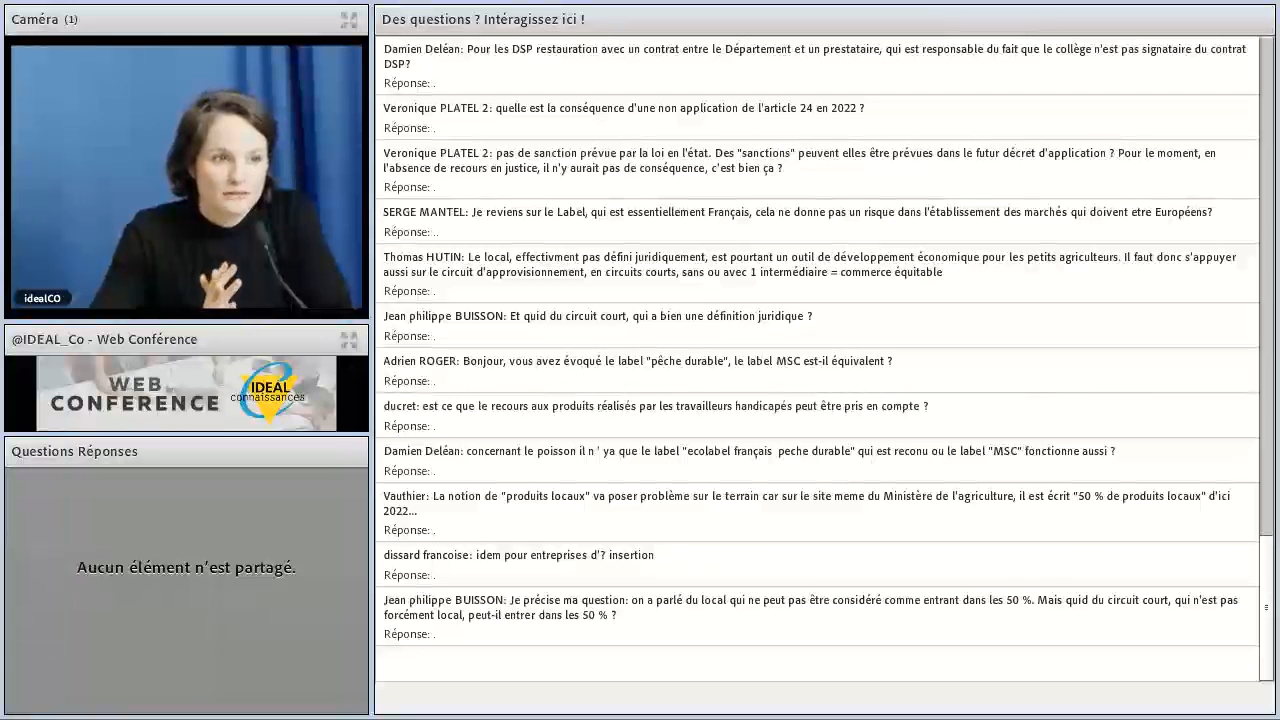 Caméra (1)
idealCO
@IDEAL_Co - Web Conférence
WEB
CONFERENCE
IDEAL
connaissances
Questions Réponses
Aucun élément n'est partagé.
Des questions ? Intéragissez ici !
Damien Deléan: Pour les DSP restauration avec un contrat entre le Département et un prestataire, qui est responsable du fait que le collège n'est pas signataire du contrat
DSP?
Réponse: .
Veronique PLATEL 2: quelle est la conséquence d'une non application de l'article 24 en 2022 ?
Réponse: .
Veronique PLATEL 2: pas de sanction prévue par la loi en l'état. Des "sanctions" peuvent elles être prévues dans le futur décret d'application ? Pour le moment, en
l'absence de recours en justice, il n'y aurait pas de conséquence, c'est bien ça ?
Réponse: .
SERGE MANTEL: Je reviens sur le Label, qui est essentiellement Français, cela ne donne pas un risque dans l'établissement des marchés qui doivent etre Européens?
Réponse: ..
Thomas HUTIN: Le local, effectivment pas défini juridiquement, est pourtant un outil de développement économique pour les petits agriculteurs. Il faut donc s'appuyer
aussi sur le circuit d'approvisionnement, en circuits courts, sans ou avec 1 intermédiaire = commerce équitable
Réponse: .
Jean philippe BUISSON: Et quid du circuit court, qui a bien une définition juridique ?
Réponse: .
Adrien ROGER: Bonjour, vous avez évoqué le label "pêche durable", le label MSC est-il équivalent ?
Réponse: .
ducret: est ce que le recours aux produits réalisés par les travailleurs handicapés peut être pris en compte ?
Réponse: .
Damien Deléan: concernant le poisson il n ' ya que le label "ecolabel français  peche durable" qui est reconu ou le label "MSC" fonctionne aussi ?
Réponse: .
Vauthier: La notion de "produits locaux" va poser problème sur le terrain car sur le site meme du Ministère de l'agriculture, il est écrit "50 % de produits locaux" d'ici
2022...
Réponse: .
dissard francoise: idem pour entreprises d'? insertion
Réponse: .
Jean philippe BUISSON: Je précise ma question: on a parlé du local qui ne peut pas être considéré comme entrant dans les 50 %. Mais quid du circuit court, qui n'est pas
forcément local, peut-il entrer dans les 50 % ?
Réponse: .